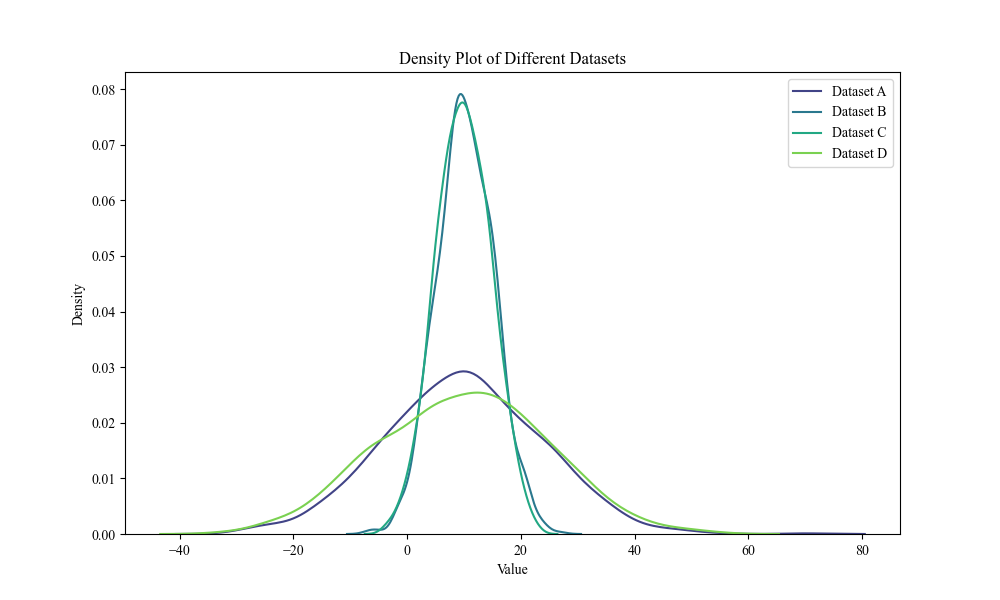 Density Plot of Different Datasets
Dataset A
Dataset B
Dataset C
Dataset D
Density
0.08
0.07
0.06
0.05
0.04
0.03
0.02
0.01
0.00
−40
−20
0
20
40
60
80
Value